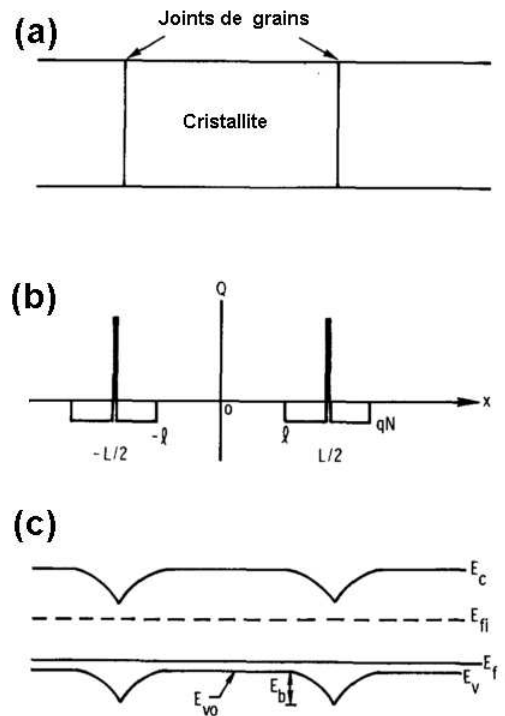 (a)
Joints de grains
Cristallite
(b)
Q
o
x
-ℓ
ℓ
qN
-L/2
L/2
(c)
E_c
E_fi
E_f
E_v
E_vo
E_b